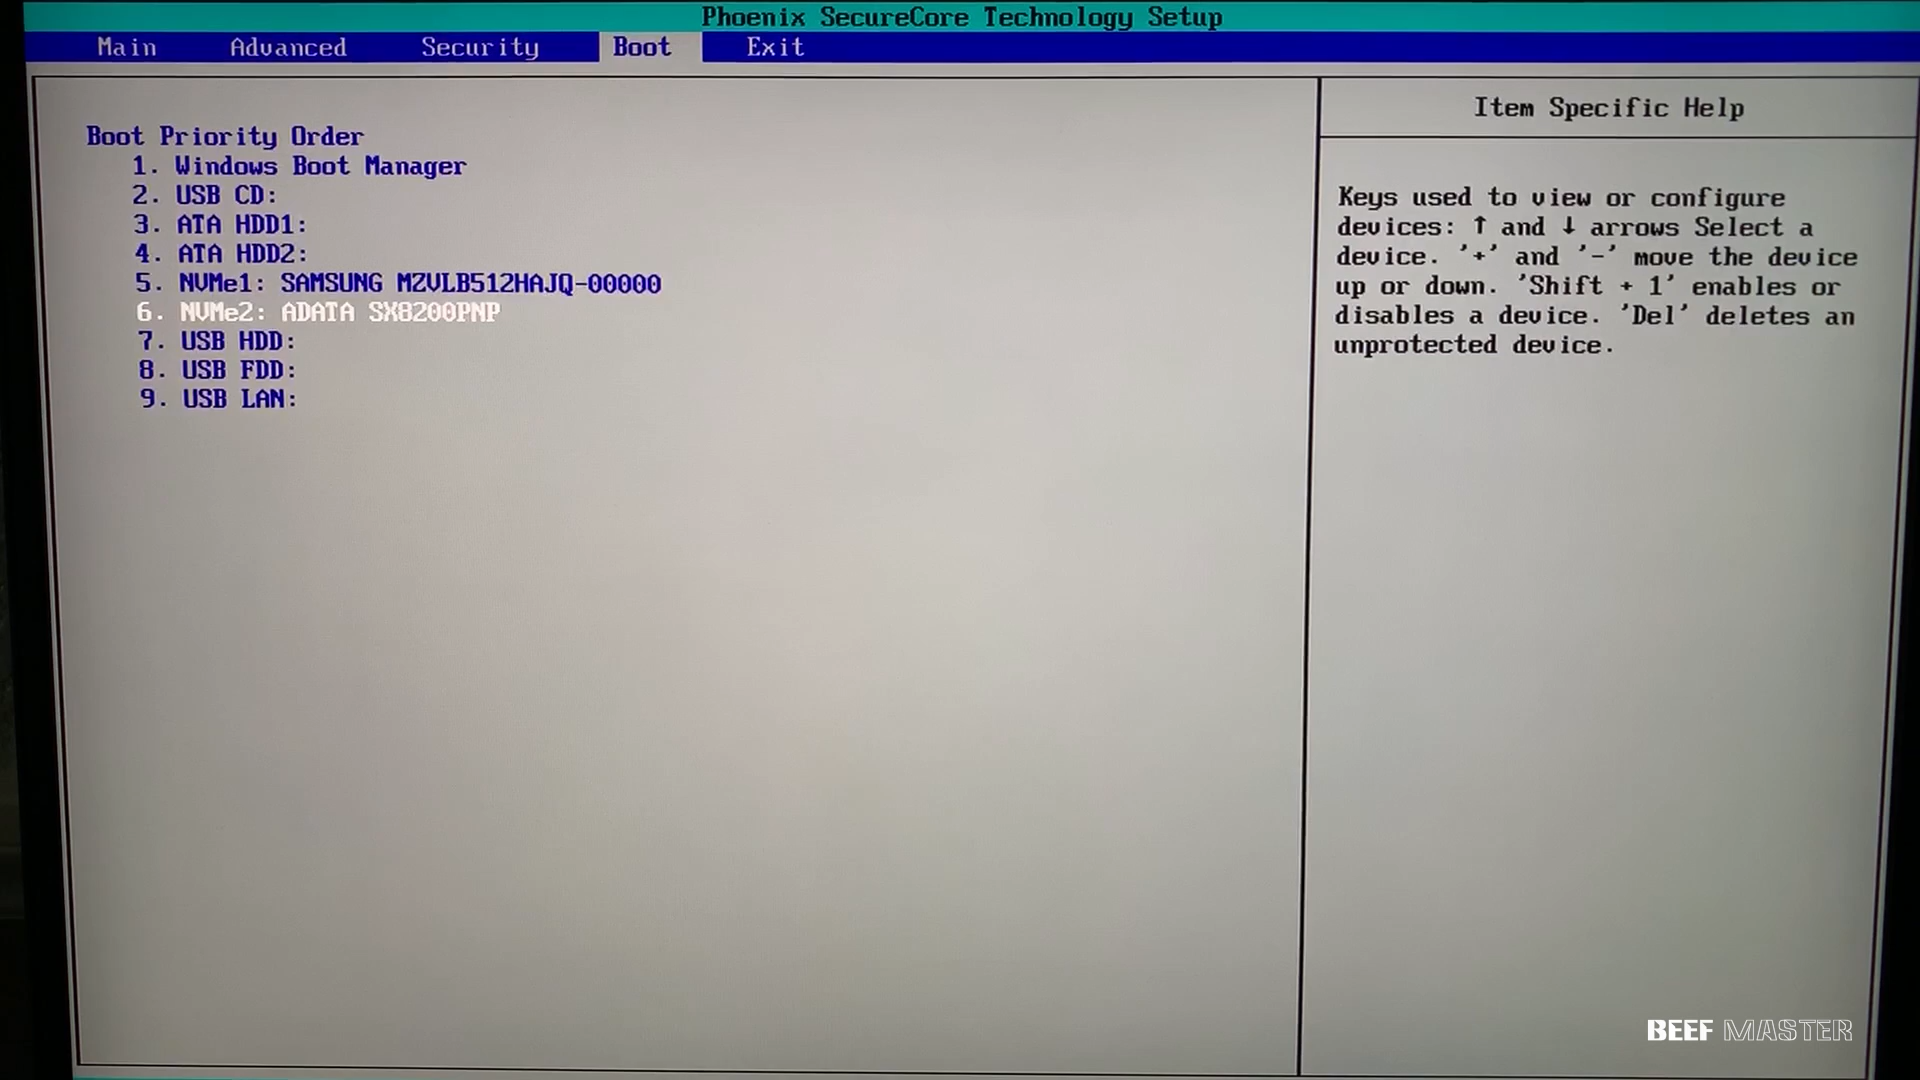 Phoenix SecureCore Technology Setup
Main Advanced Security Boot Exit
Boot Priority Order
1. Windows Boot Manager
2. USB CD:
3. ATA HDD1:
4. ATA HDD2:
5. NVMe1: SAMSUNG MZVLB512HAJQ-00000
6. NVMe2: ADATA SX8200PNP
7. USB HDD:
8. USB FDD:
9. USB LAN:
Item Specific Help
Keys used to view or configure
devices: ↑ and ↓ arrows Select a
device. '+' and '-' move the device
up or down. 'Shift + 1' enables or
disables a device. 'Del' deletes an
unprotected device.
BEEF MASTER